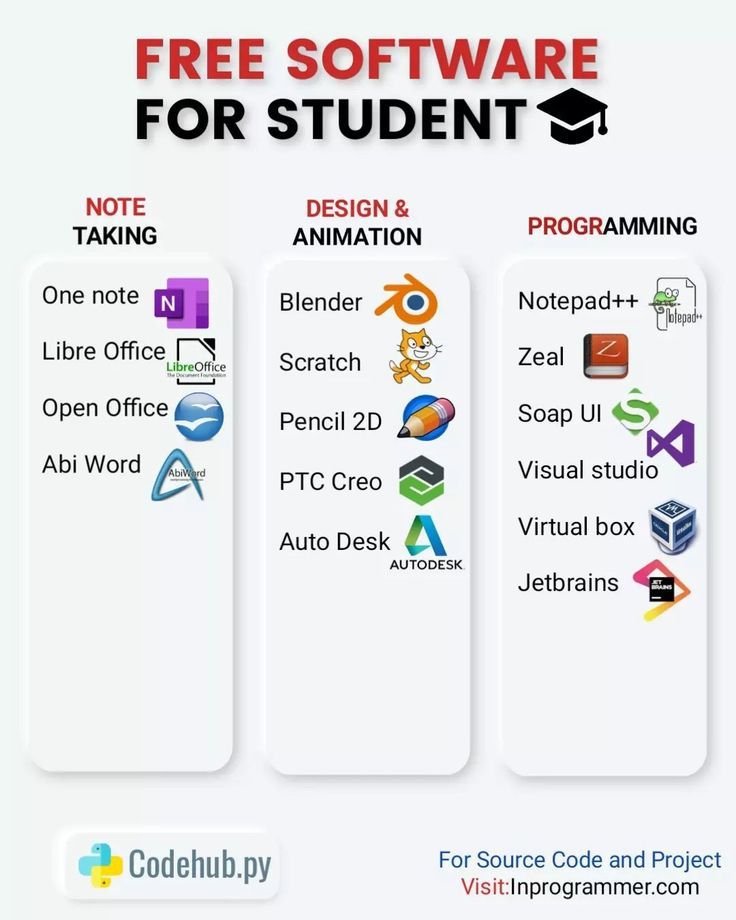 FREE SOFTWARE
FOR STUDENT
NOTE
TAKING
One note
N
Libre Office
LibreOffice
The Document Foundation
Open Office
Abi Word
AbiWord
DESIGN &
ANIMATION
Blender
Scratch
Pencil 2D
PTC Creo
Auto Desk
AUTODESK
PROGRAMMING
Notepad++
Notepad++
Zeal
Z
Soap UI
S
Visual studio
Virtual box
Jetbrains
JET
BRAINS
Codehub.py
For Source Code and Project
Visit:Inprogrammer.com